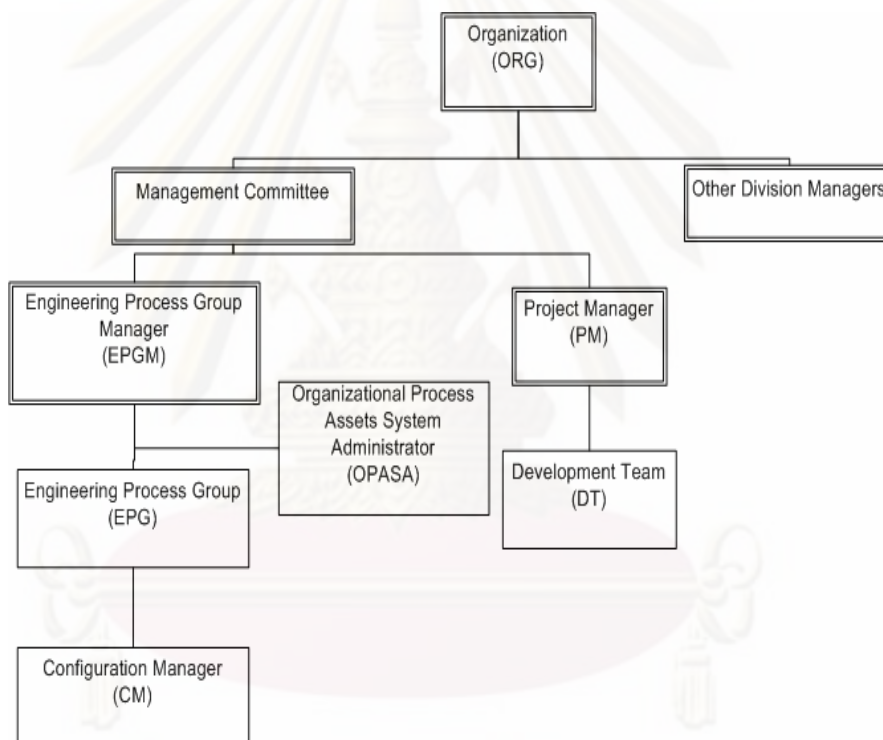 Organization
(ORG)
Management Committee
Other Division Managers
Engineering Process Group
Manager
(EPGM)
Project Manager
(PM)
Organizational Process
Assets System
Administrator
(OPASA)
Engineering Process Group
(EPG)
Development Team
(DT)
Configuration Manager
(CM)